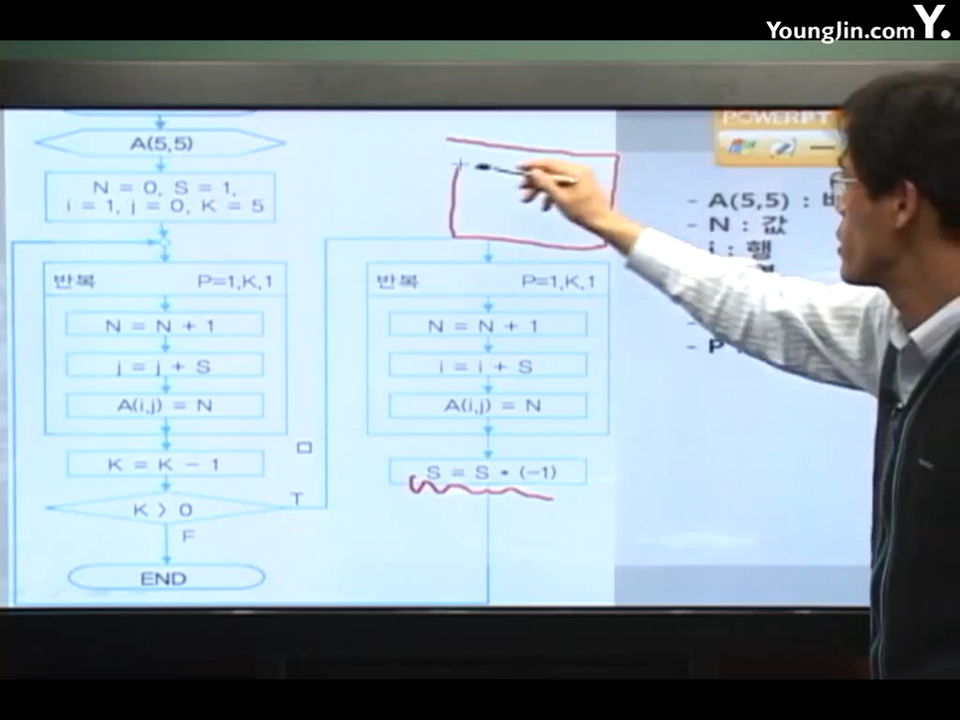 YoungJin.com Y.
POWERPT
A(5,5)
N = 0, S = 1,
i = 1, j = 0, K = 5
반복 P=1,K,1
N = N + 1
j = j + S
A(i,j) = N
K = K − 1
K > 0
T
F
END
반복 P=1,K,1
N = N + 1
i = i + S
A(i,j) = N
S = S * (−1)
ㅁ
- A(5,5) :
- N : 값
i : 행
- P